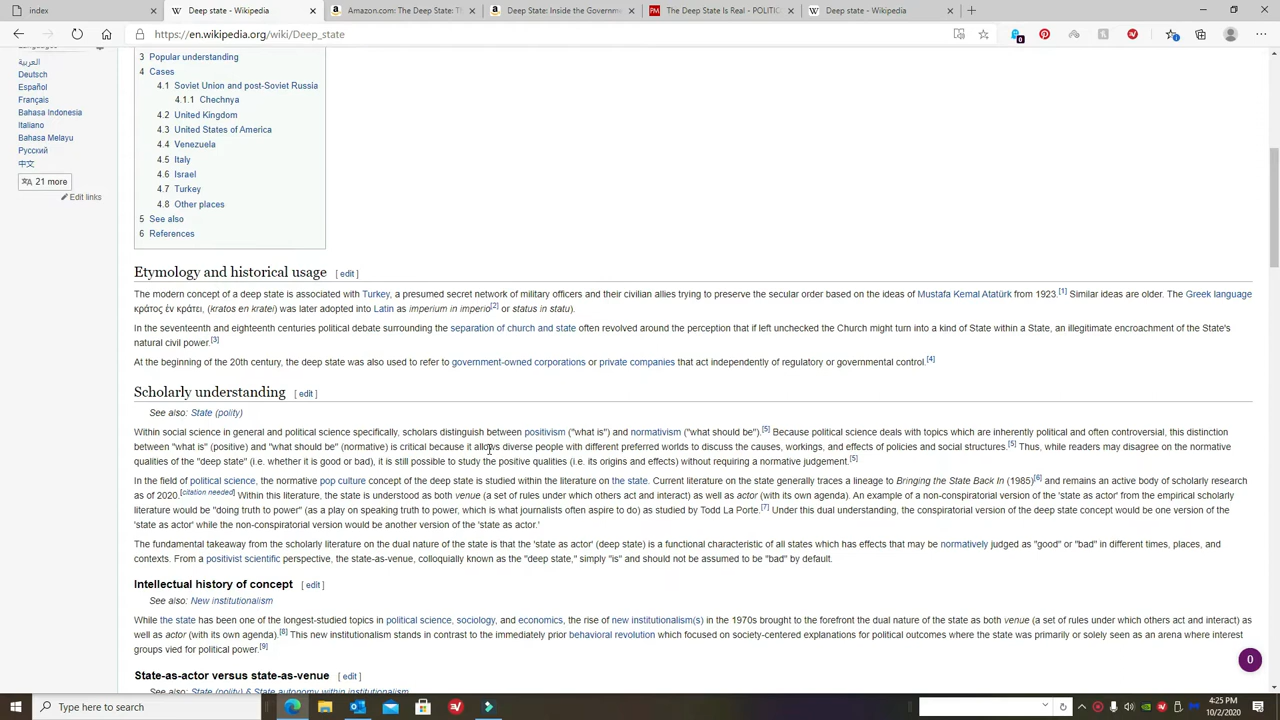 index
Deep state - Wikipedia
Amazon.com: The Deep State: Th
Deep State: Inside the Governm
The Deep State Is Real - POLITIC
Deep state - Wikipedia
https://en.wikipedia.org/wiki/Deep_state
0
العربية
Deutsch
Español
Français
Bahasa Indonesia
Italiano
Bahasa Melayu
Русский
中文
21 more
Edit links
3 Popular understanding
4 Cases
4.1 Soviet Union and post-Soviet Russia
4.1.1 Chechnya
4.2 United Kingdom
4.3 United States of America
4.4 Venezuela
4.5 Italy
4.6 Israel
4.7 Turkey
4.8 Other places
5 See also
6 References
Etymology and historical usage [ edit ]
The modern concept of a deep state is associated with Turkey, a presumed secret network of military officers and their civilian allies trying to preserve the secular order based on the ideas of Mustafa Kemal Atatürk from 1923.[1] Similar ideas are older. The Greek language
κράτος ἐν κράτει, (kratos en kratei) was later adopted into Latin as imperium in imperio[2] or status in statu).
In the seventeenth and eighteenth centuries political debate surrounding the separation of church and state often revolved around the perception that if left unchecked the Church might turn into a kind of State within a State, an illegitimate encroachment of the State's
natural civil power.[3]
At the beginning of the 20th century, the deep state was also used to refer to government-owned corporations or private companies that act independently of regulatory or governmental control.[4]
Scholarly understanding [ edit ]
See also: State (polity)
Within social science in general and political science specifically, scholars distinguish between positivism ("what is") and normativism ("what should be").[5] Because political science deals with topics which are inherently political and often controversial, this distinction
between "what is" (positive) and "what should be" (normative) is critical because it allows diverse people with different preferred worlds to discuss the causes, workings, and effects of policies and social structures.[5] Thus, while readers may disagree on the normative
qualities of the "deep state" (i.e. whether it is good or bad), it is still possible to study the positive qualities (i.e. its origins and effects) without requiring a normative judgement.[5]
In the field of political science, the normative pop culture concept of the deep state is studied within the literature on the state. Current literature on the state generally traces a lineage to Bringing the State Back In (1985)[6] and remains an active body of scholarly research
as of 2020.[citation needed] Within this literature, the state is understood as both venue (a set of rules under which others act and interact) as well as actor (with its own agenda). An example of a non-conspiratorial version of the 'state as actor' from the empirical scholarly
literature would be "doing truth to power" (as a play on speaking truth to power, which is what journalists often aspire to do) as studied by Todd La Porte.[7] Under this dual understanding, the conspiratorial version of the deep state concept would be one version of the
'state as actor' while the non-conspiratorial version would be another version of the 'state as actor.'
The fundamental takeaway from the scholarly literature on the dual nature of the state is that the 'state as actor' (deep state) is a functional characteristic of all states which has effects that may be normatively judged as "good" or "bad" in different times, places, and
contexts. From a positivist scientific perspective, the state-as-venue, colloquially known as the "deep state," simply "is" and should not be assumed to be "bad" by default.
Intellectual history of concept [ edit ]
See also: New institutionalism
While the state has been one of the longest-studied topics in political science, sociology, and economics, the rise of new institutionalism(s) in the 1970s brought to the forefront the dual nature of the state as both venue (a set of rules under which others act and interact) as
well as actor (with its own agenda).[8] This new institutionalism stands in contrast to the immediately prior behavioral revolution which focused on society-centered explanations for political outcomes where the state was primarily or solely seen as an arena where interest
groups vied for political power.[9]
State-as-actor versus state-as-venue [ edit ]
See also: State (polity) & State autonomy within institutionalism
0
Type here to search
4:25 PM
10/2/2020